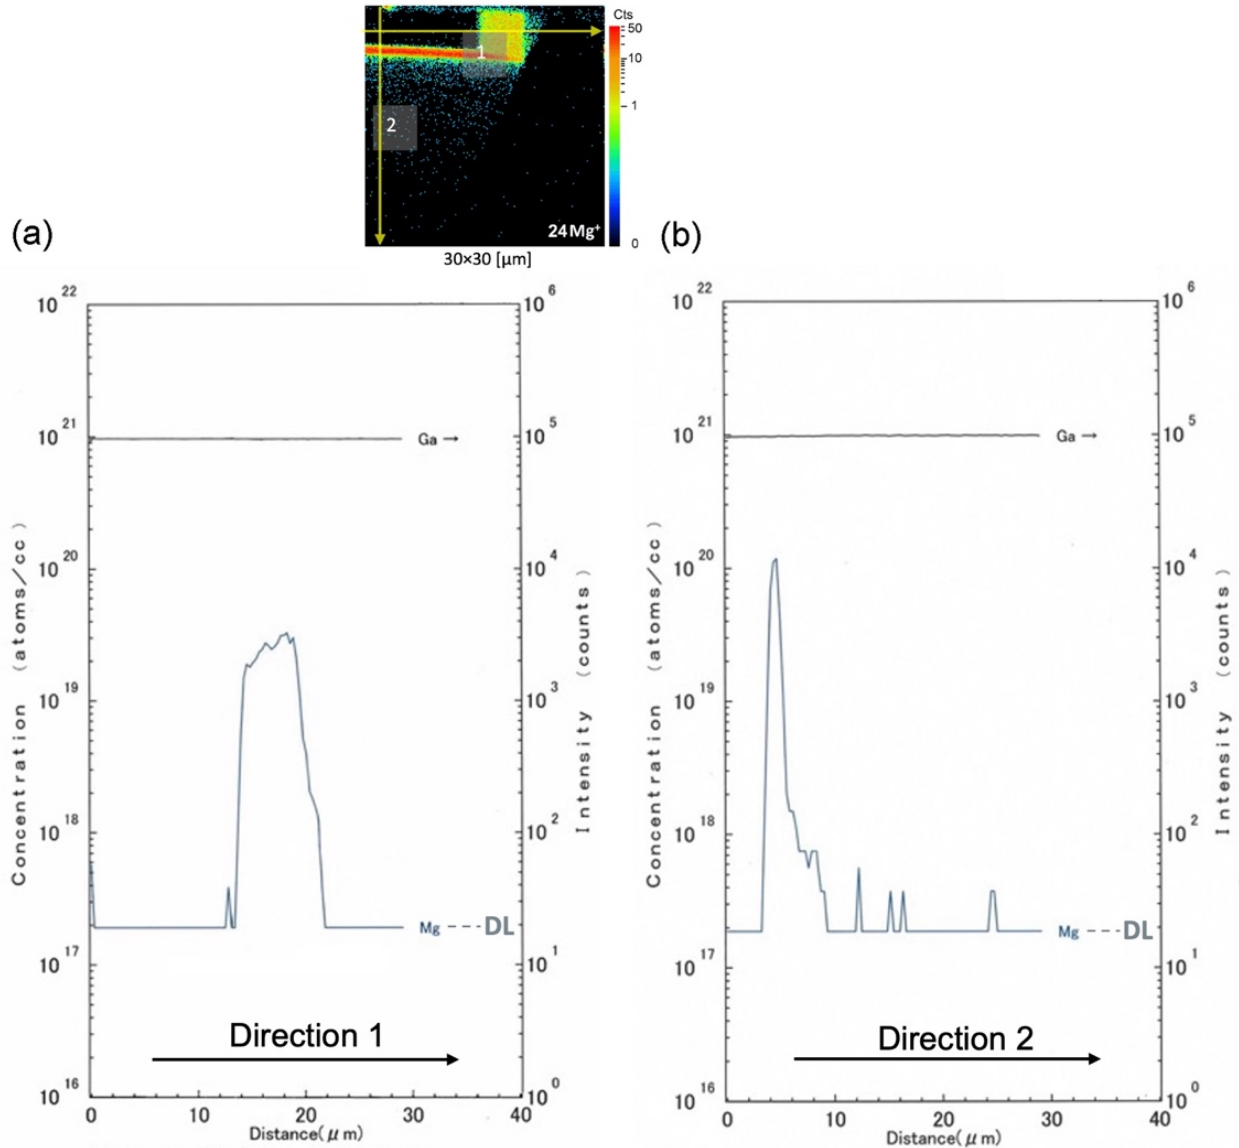 Cts
50
10
1
1
2
24Mg⁺
0
30×30 [µm]
(a)
(b)
10 22
10 21
10 20
10 19
10 18
10 17
10 16
Concentration (atoms/cc)
10 6
10 5
10 4
10 3
10 2
10 1
10 0
Intensity (counts)
Ga →
Mg --- DL
Direction 1
0 10 20 30 40
Distance(μm)
10 22
10 21
10 20
10 19
10 18
10 17
10 16
Concentration (atoms/cc)
10 6
10 5
10 4
10 3
10 2
10 1
10 0
Intensity (counts)
Ga →
Mg --- DL
Direction 2
0 10 20 30 40
Distance(μm)